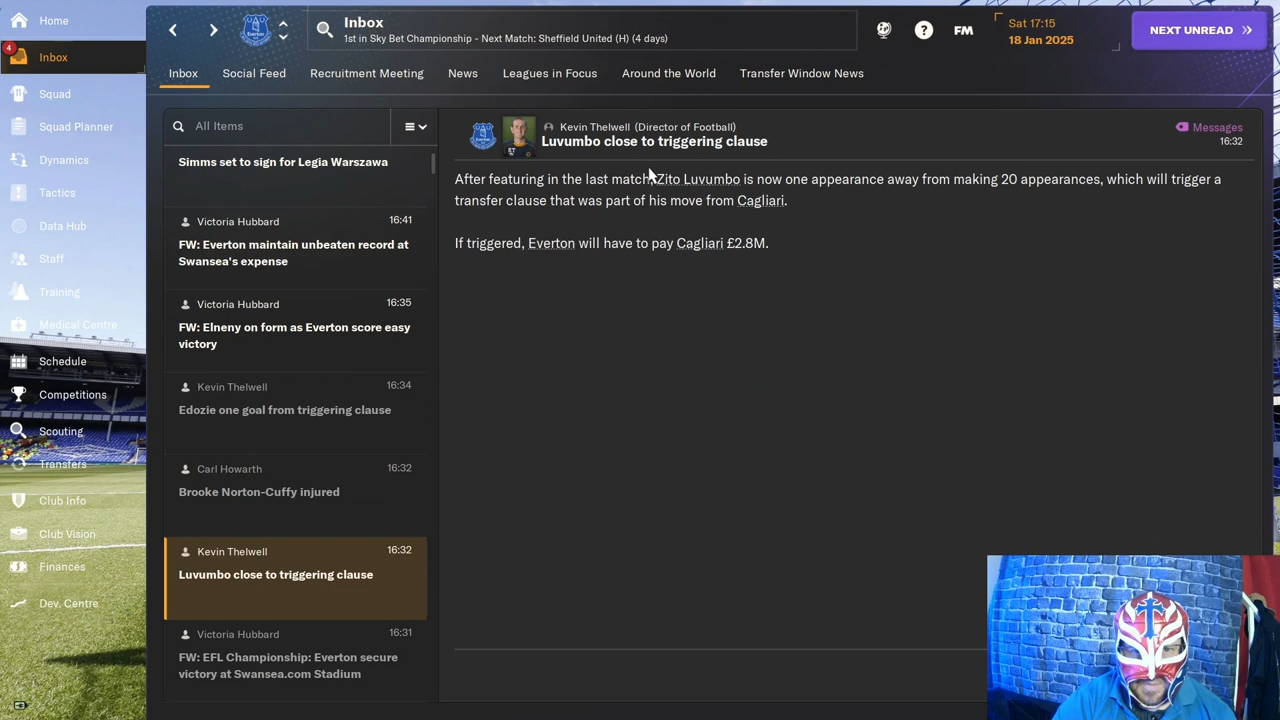 Home
4
Inbox
Squad
Squad Planner
Dynamics
Tactics
Data Hub
Staff
Training
Medical Centre
Schedule
Competitions
Scouting
Transfers
Club Info
Club Vision
Finances
Dev. Centre
Everton
Inbox
1st in Sky Bet Championship - Next Match: Sheffield United (H) (4 days)
?
FM
Sat 17:15
18 Jan 2025
NEXT UNREAD
Inbox
Social Feed
Recruitment Meeting
News
Leagues in Focus
Around the World
Transfer Window News
All Items
Simms set to sign for Legia Warszawa
Victoria Hubbard
16:41
FW: Everton maintain unbeaten record at
Swansea's expense
Victoria Hubbard
16:35
FW: Elneny on form as Everton score easy
victory
Kevin Thelwell
16:34
Edozie one goal from triggering clause
Carl Howarth
16:32
Brooke Norton-Cuffy injured
Kevin Thelwell
16:32
Luvumbo close to triggering clause
Victoria Hubbard
16:31
FW: EFL Championship: Everton secure
victory at Swansea.com Stadium
Kevin Thelwell (Director of Football)
Luvumbo close to triggering clause
Messages
16:32
After featuring in the last match, Zito Luvumbo is now one appearance away from making 20 appearances, which will trigger a
transfer clause that was part of his move from Cagliari.
If triggered, Everton will have to pay Cagliari £2.8M.